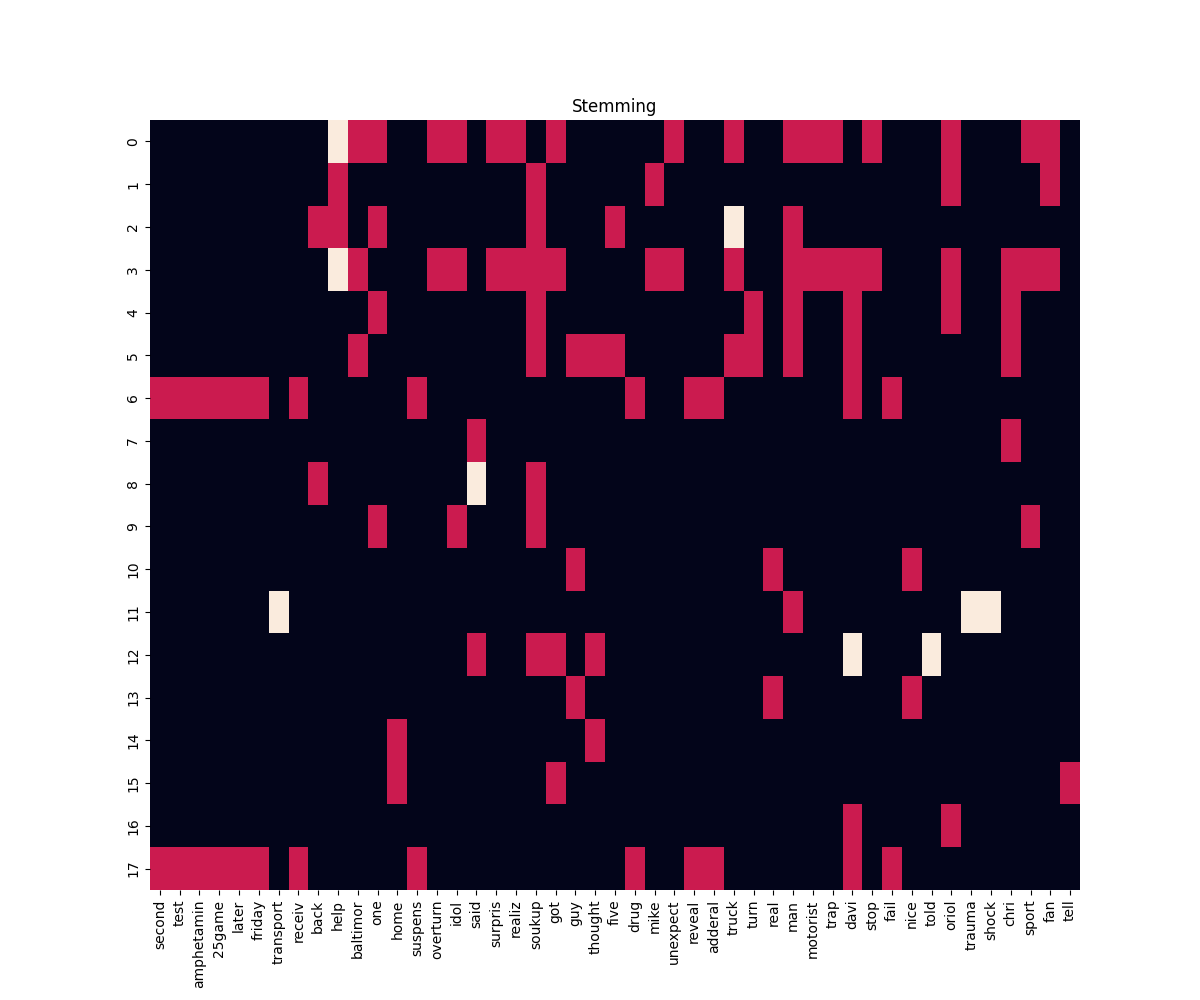 Stemming
0
1
2
3
4
5
6
7
8
9
10
11
12
13
14
15
16
17
second
test
amphetamin
25game
later
friday
transport
receiv
back
help
baltimor
one
home
suspens
overturn
idol
said
surpris
realiz
soukup
got
guy
thought
five
drug
mike
unexpect
reveal
adderal
truck
turn
real
man
motorist
trap
davi
stop
fail
nice
told
oriol
trauma
shock
chri
sport
fan
tell